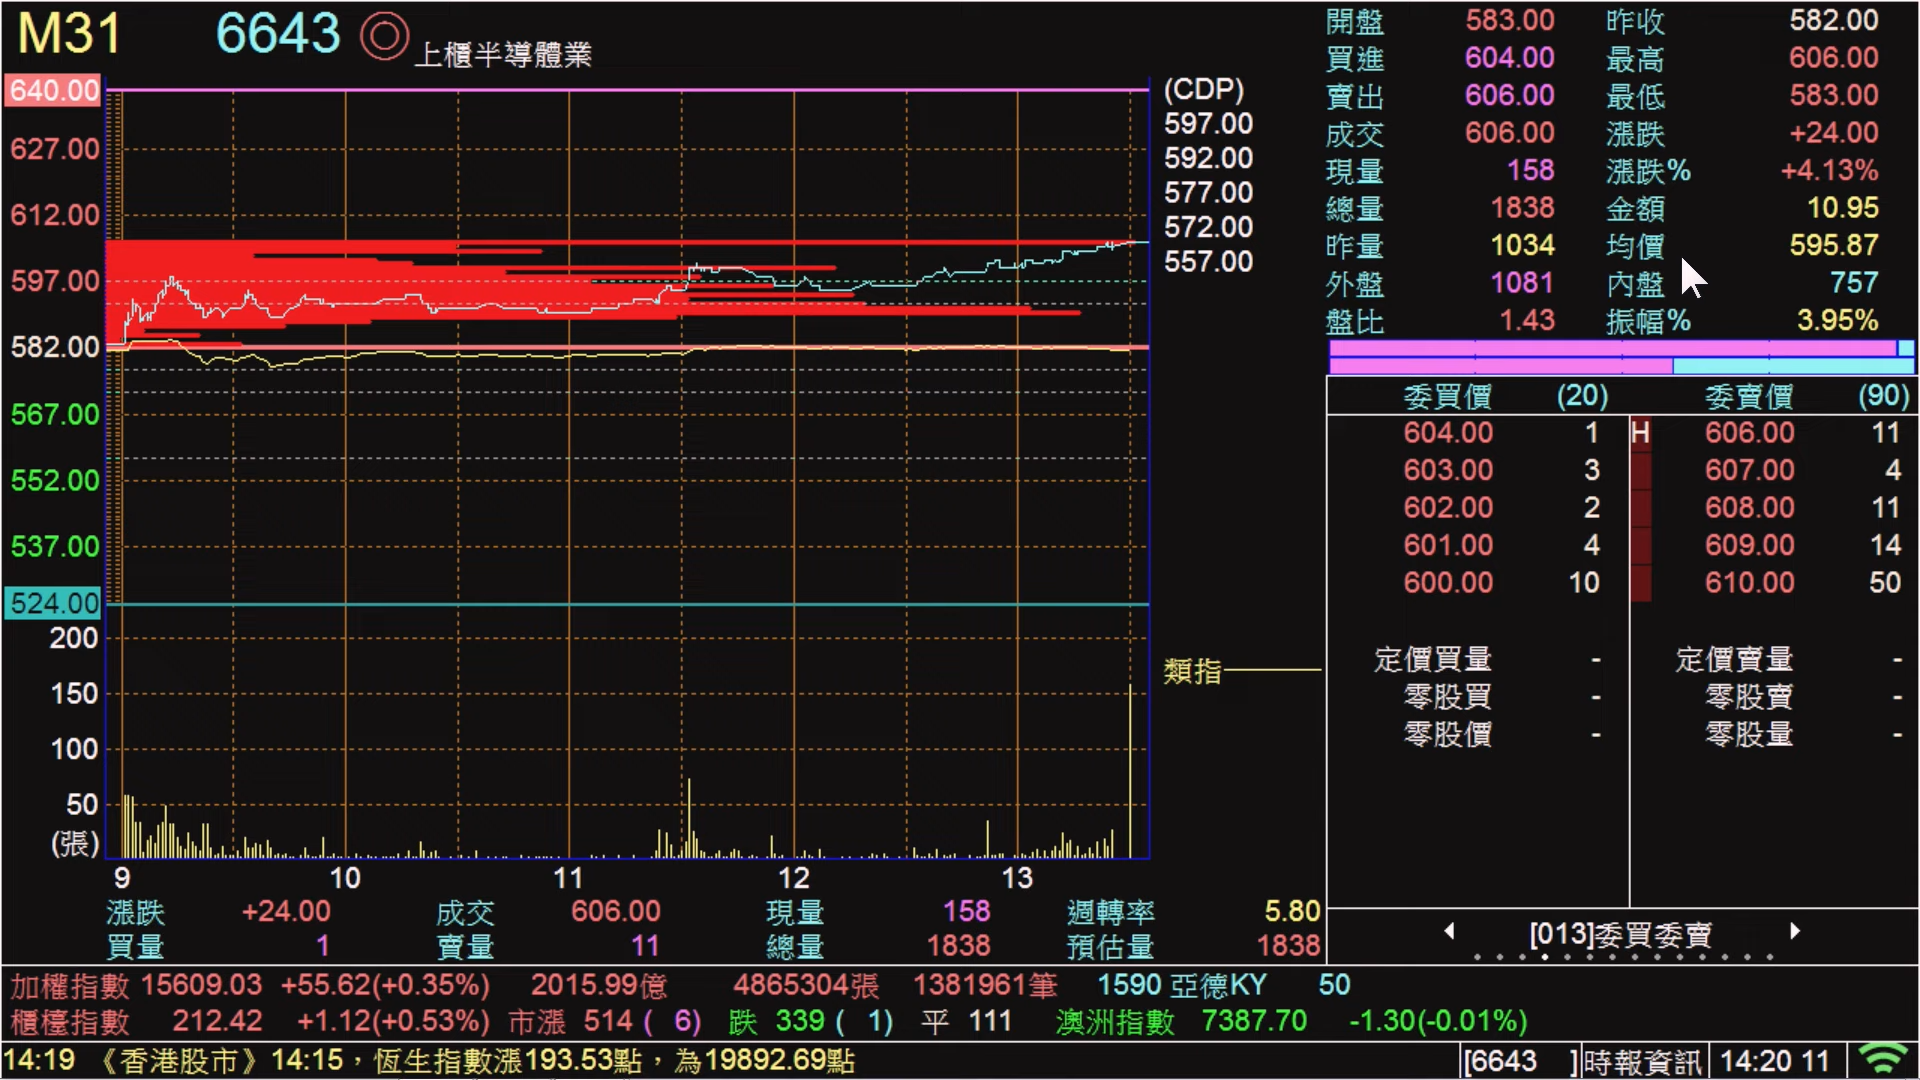 M31 6643 ◎ 上櫃半導體業
開盤 583.00 昨收 582.00
買進 604.00 最高 606.00
賣出 606.00 最低 583.00
成交 606.00 漲跌 +24.00
現量 158 漲跌% +4.13%
總量 1838 金額 10.95
昨量 1034 均價 595.87
外盤 1081 內盤 757
盤比 1.43 振幅% 3.95%
640.00
627.00
612.00
597.00
582.00
567.00
552.00
537.00
524.00
200
150
100
50
(張)
(CDP)
597.00
592.00
577.00
572.00
557.00
類指
9 10 11 12 13
委買價 (20) 委賣價 (90)
604.00 1 H 606.00 11
603.00 3 607.00 4
602.00 2 608.00 11
601.00 4 609.00 14
600.00 10 610.00 50
定價買量 - 定價賣量 -
零股買 - 零股賣 -
零股價 - 零股量 -
[013]委買委賣
漲跌 +24.00 成交 606.00 現量 158 週轉率 5.80
買量 1 賣量 11 總量 1838 預估量 1838
加權指數 15609.03 +55.62(+0.35%) 2015.99億 4865304張 1381961筆 1590 亞德KY 50
櫃檯指數 212.42 +1.12(+0.53%) 市漲 514 ( 6) 跌 339 ( 1) 平 111 澳洲指數 7387.70 -1.30(-0.01%)
14:19 《香港股市》14:15，恆生指數漲193.53點，為19892.69點 [6643 ]時報資訊 14:20 11